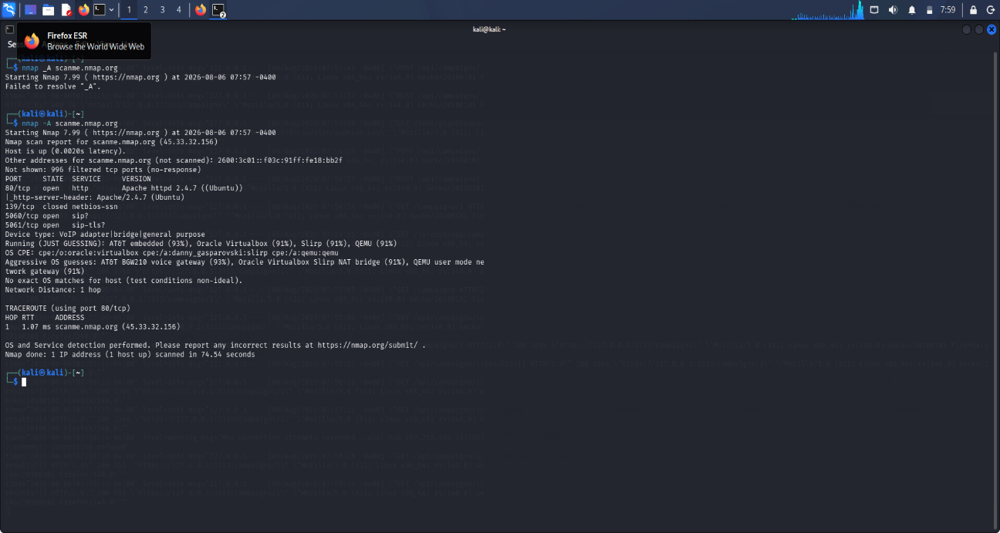 1 2 3 4 2 7:59
kali@kali: ~
Firefox ESR
Browse the World Wide Web
Se
(kali㉿kali)-[~]
$ nmap _A scanme.nmap.org
Starting Nmap 7.99 ( https://nmap.org ) at 2026-08-06 07:57 -0400
Failed to resolve "_A".
(kali㉿kali)-[~]
$ nmap -A scanme.nmap.org
Starting Nmap 7.99 ( https://nmap.org ) at 2026-08-06 07:57 -0400
Nmap scan report for scanme.nmap.org (45.33.32.156)
Host is up (0.0020s latency).
Other addresses for scanme.nmap.org (not scanned): 2600:3c01::f03c:91ff:fe18:bb2f
Not shown: 996 filtered tcp ports (no-response)
PORT STATE SERVICE VERSION
80/tcp open http Apache httpd 2.4.7 ((Ubuntu))
|_http-server-header: Apache/2.4.7 (Ubuntu)
139/tcp closed netbios-ssn
5060/tcp open sip?
5061/tcp open sip-tls?
Device type: VoIP adapter|bridge|general purpose
Running (JUST GUESSING): AT&T embedded (93%), Oracle Virtualbox (91%), Slirp (91%), QEMU (91%)
OS CPE: cpe:/o:oracle:virtualbox cpe:/a:danny_gasparovski:slirp cpe:/a:qemu:qemu
Aggressive OS guesses: AT&T BGW210 voice gateway (93%), Oracle Virtualbox Slirp NAT bridge (91%), QEMU user mode ne
twork gateway (91%)
No exact OS matches for host (test conditions non-ideal).
Network Distance: 1 hop
TRACEROUTE (using port 80/tcp)
HOP RTT ADDRESS
1 1.07 ms scanme.nmap.org (45.33.32.156)
OS and Service detection performed. Please report any incorrect results at https://nmap.org/submit/ .
Nmap done: 1 IP address (1 host up) scanned in 74.54 seconds
(kali㉿kali)-[~]
$